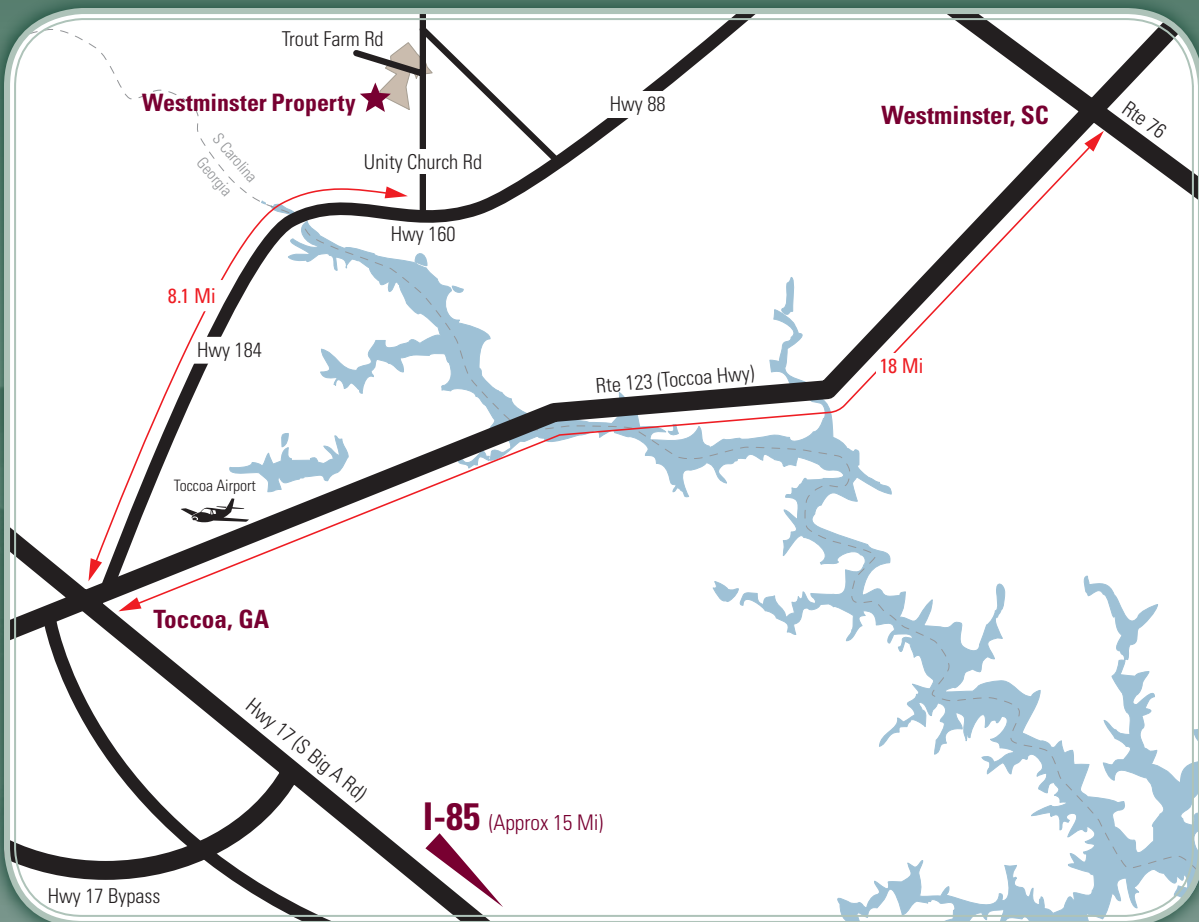 Trout Farm Rd
Westminster Property
Hwy 88
Westminster, SC
Rte 76
S Carolina
Georgia
Unity Church Rd
Hwy 160
8.1 Mi
Hwy 184
Rte 123 (Toccoa Hwy)
18 Mi
Toccoa Airport
Toccoa, GA
Hwy 17 (S Big A Rd)
I-85 (Approx 15 Mi)
Hwy 17 Bypass